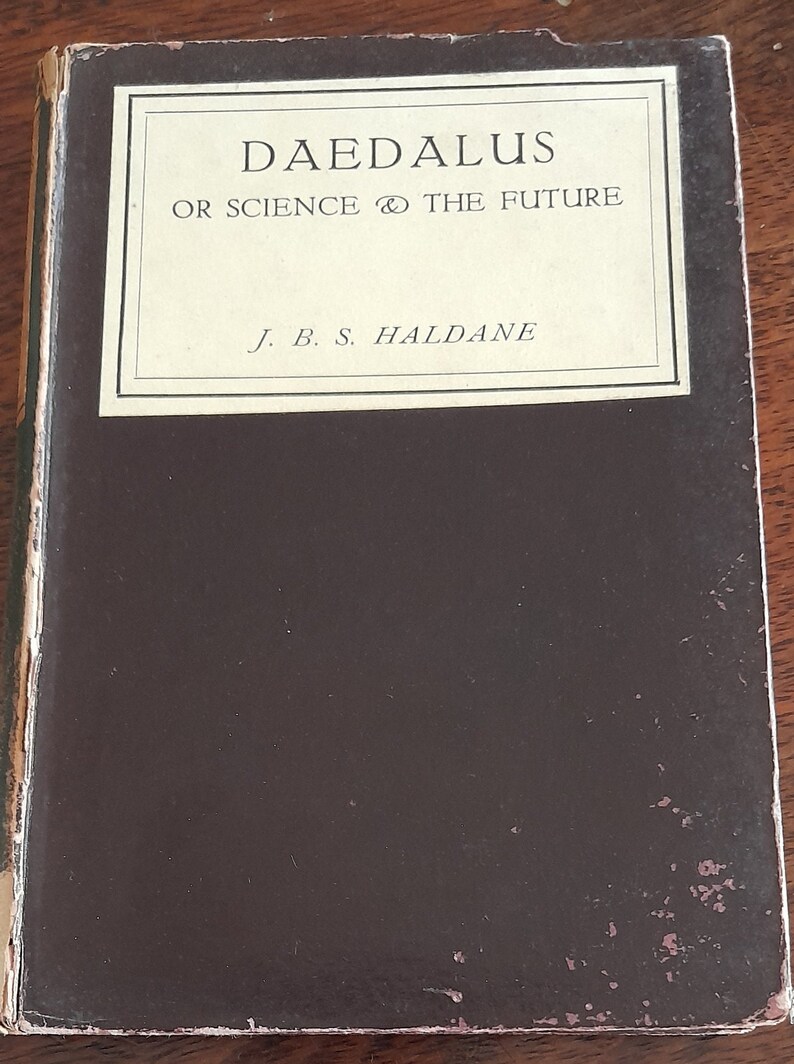 DAEDALUS
OR SCIENCE & THE FUTURE
J. B. S. HALDANE